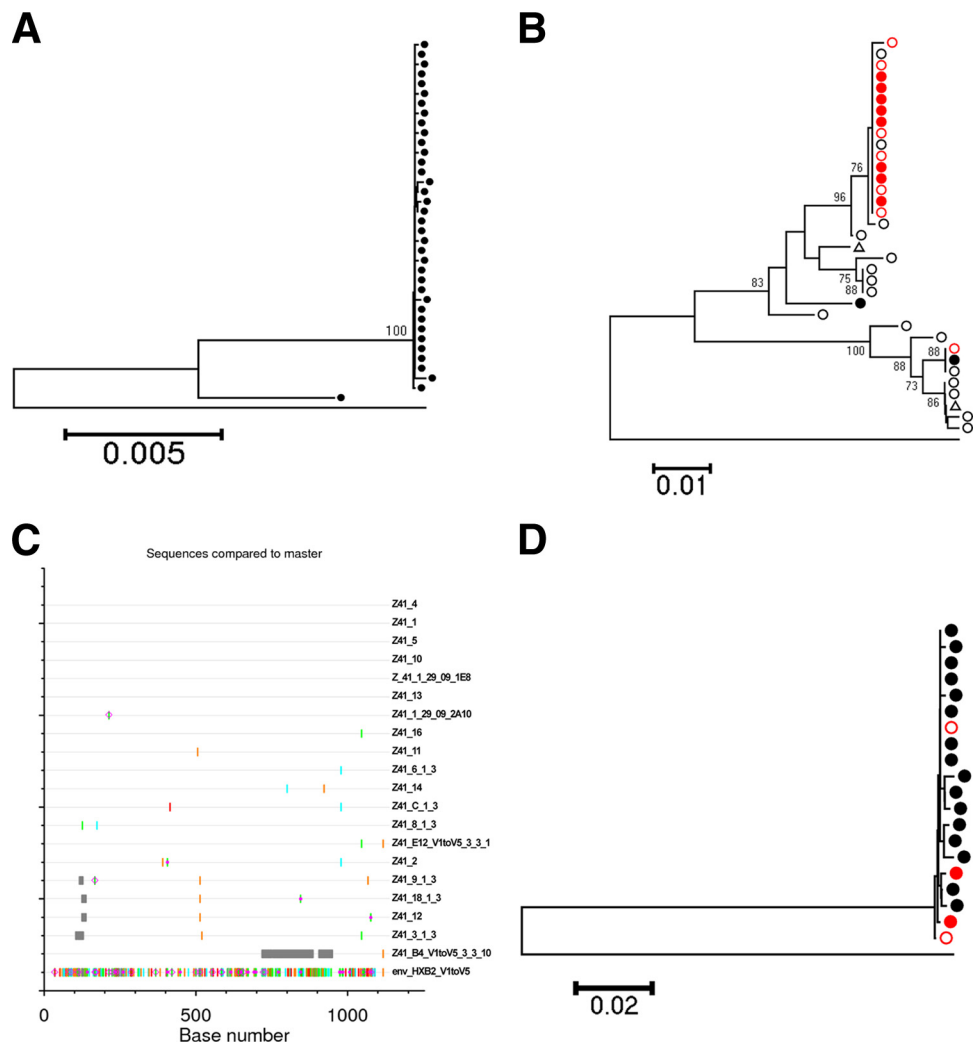 A
100
0.005
B
76
96
75
83
88
100
88
88
73
86
0.01
C
Sequences compared to master
Z41_4
Z41_1
Z41_5
Z41_10
Z_41_1_29_09_1E8
Z41_13
Z41_1_29_09_2A10
Z41_16
Z41_11
Z41_6_1_3
Z41_14
Z41_C_1_3
Z41_8_1_3
Z41_E12_V1toV5_3_3_1
Z41_2
Z41_9_1_3
Z41_18_1_3
Z41_12
Z41_3_1_3
Z41_B4_V1toV5_3_3_10
env_HXB2_V1toV5
0 500 1000
Base number
D
0.02